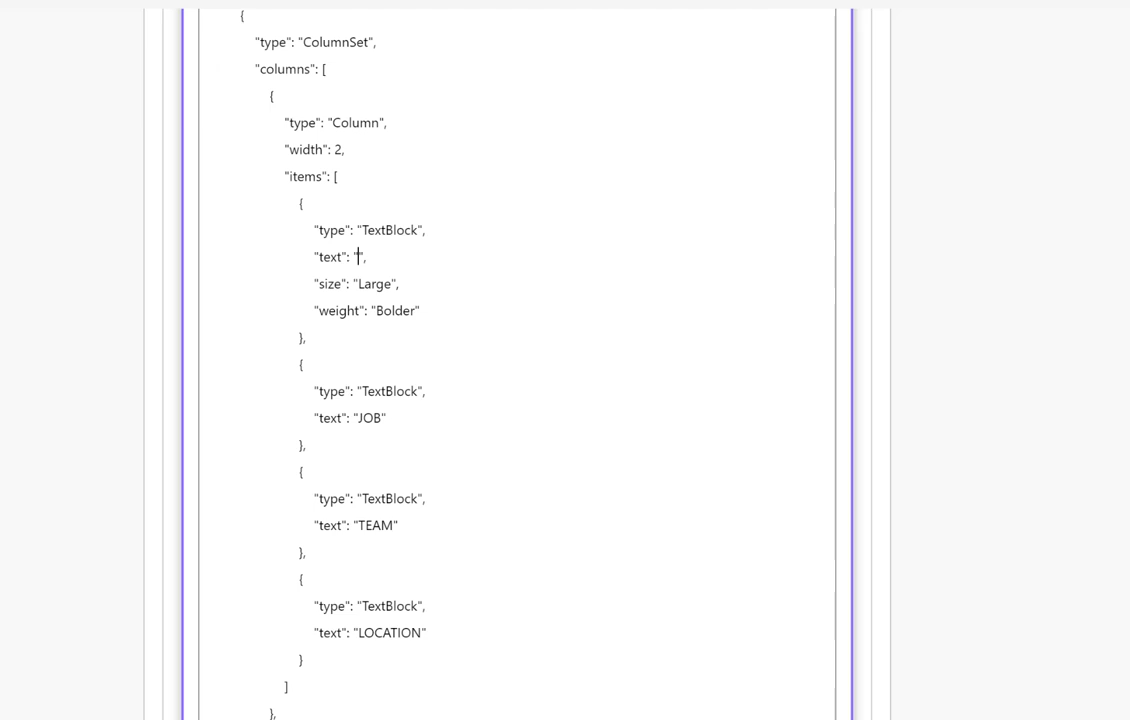 {
"type": "ColumnSet",
"columns": [
{
"type": "Column",
"width": 2,
"items": [
{
"type": "TextBlock",
"text": "",
"size": "Large",
"weight": "Bolder"
},
{
"type": "TextBlock",
"text": "JOB"
},
{
"type": "TextBlock",
"text": "TEAM"
},
{
"type": "TextBlock",
"text": "LOCATION"
}
]
},